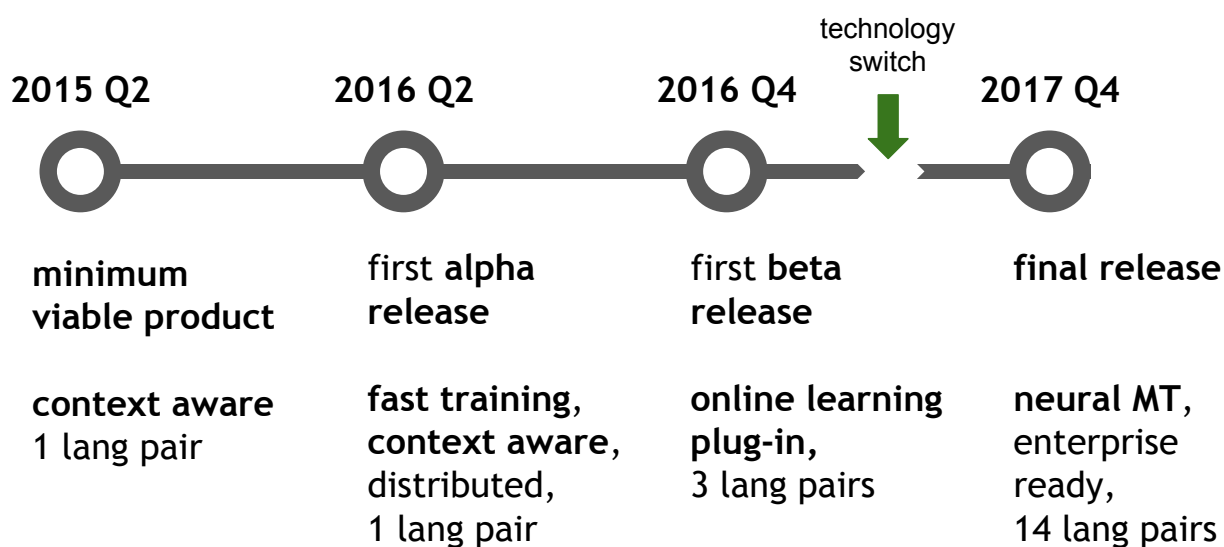 technology
switch
2015 Q2
2016 Q2
2016 Q4
2017 Q4
minimum
viable product
context aware
1 lang pair
first alpha
release
fast training,
context aware,
distributed,
1 lang pair
first beta
release
online learning
plug-in,
3 lang pairs
final release
neural MT,
enterprise
ready,
14 lang pairs